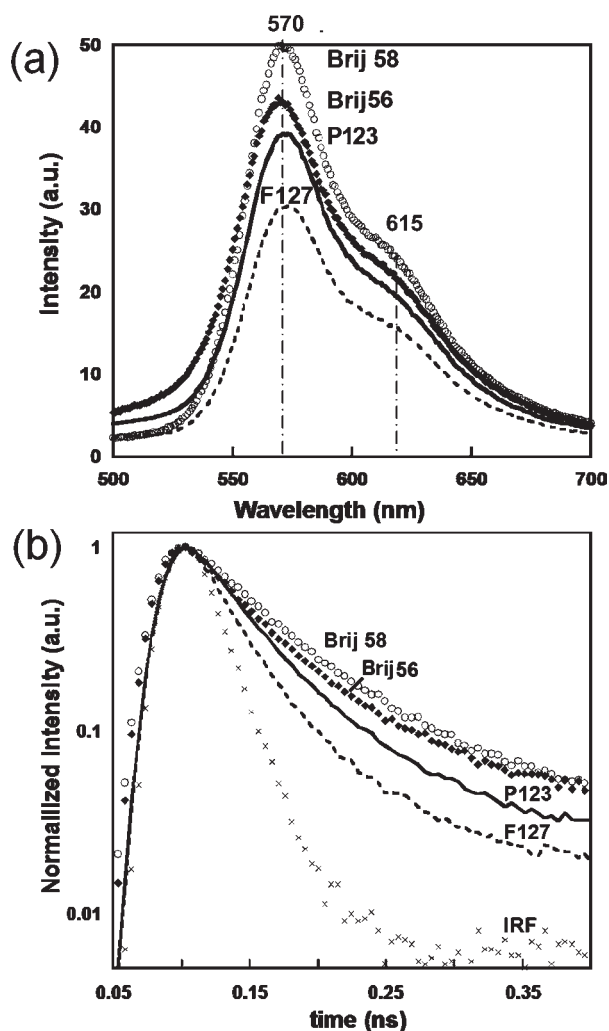 (a)
570
50
Brij 58
Brij56
P123
40
F127
30
615
20
10
0
Intensity (a.u.)
500 550 600 650 700
Wavelength (nm)
(b)
1
Brij 58
Brij56
0.1
P123
F127
0.01
IRF
Normallized Intensity (a.u.)
0.05 0.15 0.25 0.35
time (ns)